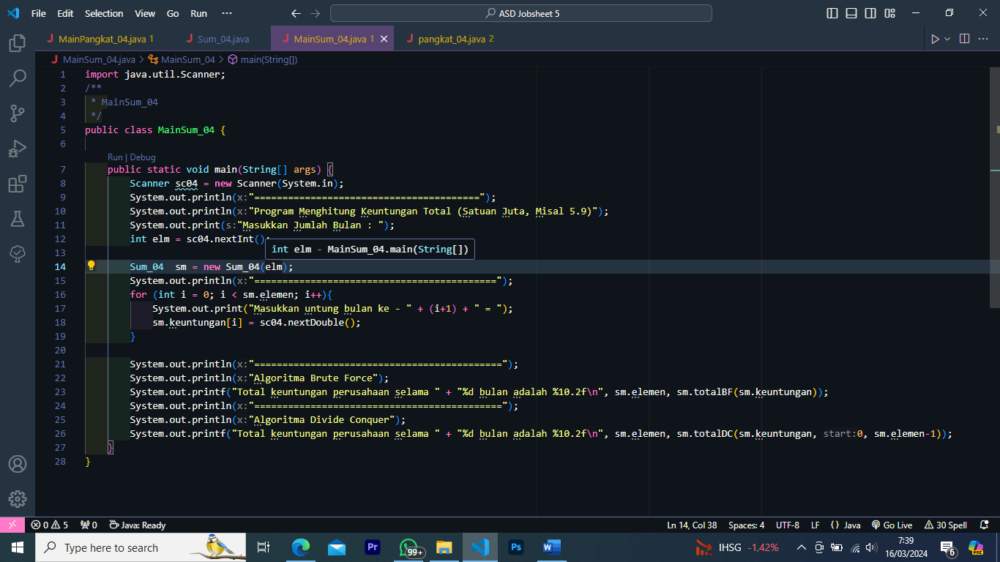 File Edit Selection View Go Run ··· ASD Jobsheet 5
MainPangkat_04.java 1 Sum_04.java MainSum_04.java 1 pangkat_04.java 2
MainSum_04.java > MainSum_04 > main(String[])
1 import java.util.Scanner;
2 /**
3 * MainSum_04
4 */
5 public class MainSum_04 {
6
Run | Debug
7 public static void main(String[] args) {
8 Scanner sc04 = new Scanner(System.in);
9 System.out.println(x:"========================================");
10 System.out.println(x:"Program Menghitung Keuntungan Total (Satuan Juta, Misal 5.9)");
11 System.out.print(s:"Masukkan Jumlah Bulan : ");
12 int elm = sc04.nextInt();
int elm - MainSum_04.main(String[])
13
14 Sum_04  sm = new Sum_04(elm);
15 System.out.println(x:"===========================================");
16 for (int i = 0; i < sm.elemen; i++){
17 System.out.print("Masukkan untung bulan ke - " + (i+1) + " = ");
18 sm.keuntungan[i] = sc04.nextDouble();
19 }
20
21 System.out.println(x:"============================================");
22 System.out.println(x:"Algoritma Brute Force");
23 System.out.printf("Total keuntungan perusahaan selama " + "%d bulan adalah %10.2f\n", sm.elemen, sm.totalBF(sm.keuntungan));
24 System.out.println(x:"============================================");
25 System.out.println(x:"Algoritma Divide Conquer");
26 System.out.printf("Total keuntungan perusahaan selama " + "%d bulan adalah %10.2f\n", sm.elemen, sm.totalDC(sm.keuntungan, start:0, sm.elemen-1));
27 }
28 }
0 5 0 Java: Ready Ln 14, Col 38 Spaces: 4 UTF-8 LF {} Java Go Live 30 Spell
Type here to search Pr 99+ Ps W IHSG -1,42% 7:39 6 PRE
16/03/2024